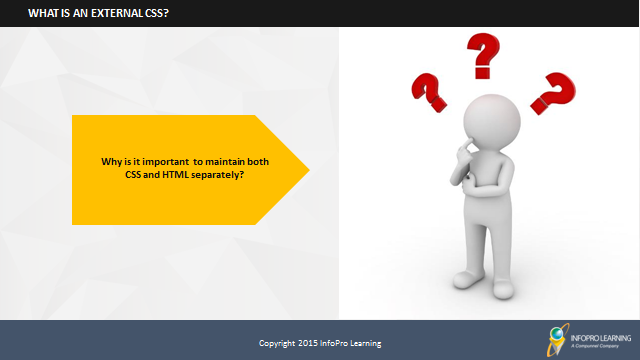 WHAT IS AN EXTERNAL CSS?
Why is it important to maintain both
CSS and HTML separately?
Copyright 2015 InfoPro Learning
INFOPRO LEARNING
A Compunnel Company